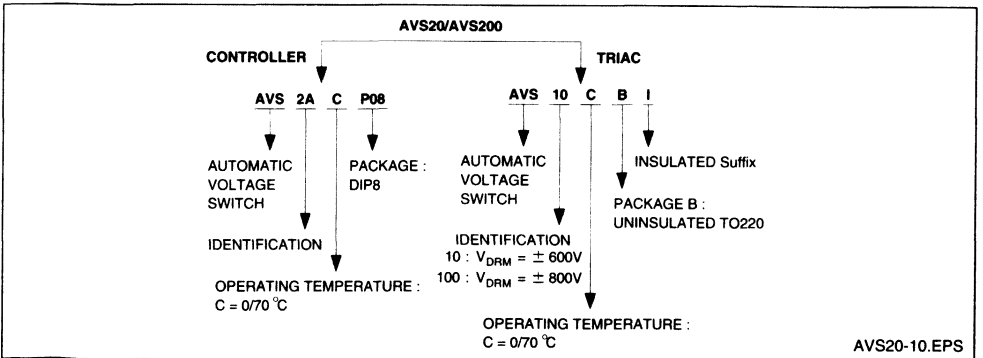 AVS20/AVS200
CONTROLLER
TRIAC
AVS 2A C P08
AVS 10 C B I
AUTOMATIC
VOLTAGE
SWITCH
PACKAGE :
DIP8
IDENTIFICATION
OPERATING TEMPERATURE :
C = 0/70 °C
AUTOMATIC
VOLTAGE
SWITCH
INSULATED Suffix
PACKAGE B :
UNINSULATED TO220
IDENTIFICATION
10 : VDRM = ± 600V
100 : VDRM = ± 800V
OPERATING TEMPERATURE :
C = 0/70 °C
AVS20-10.EPS